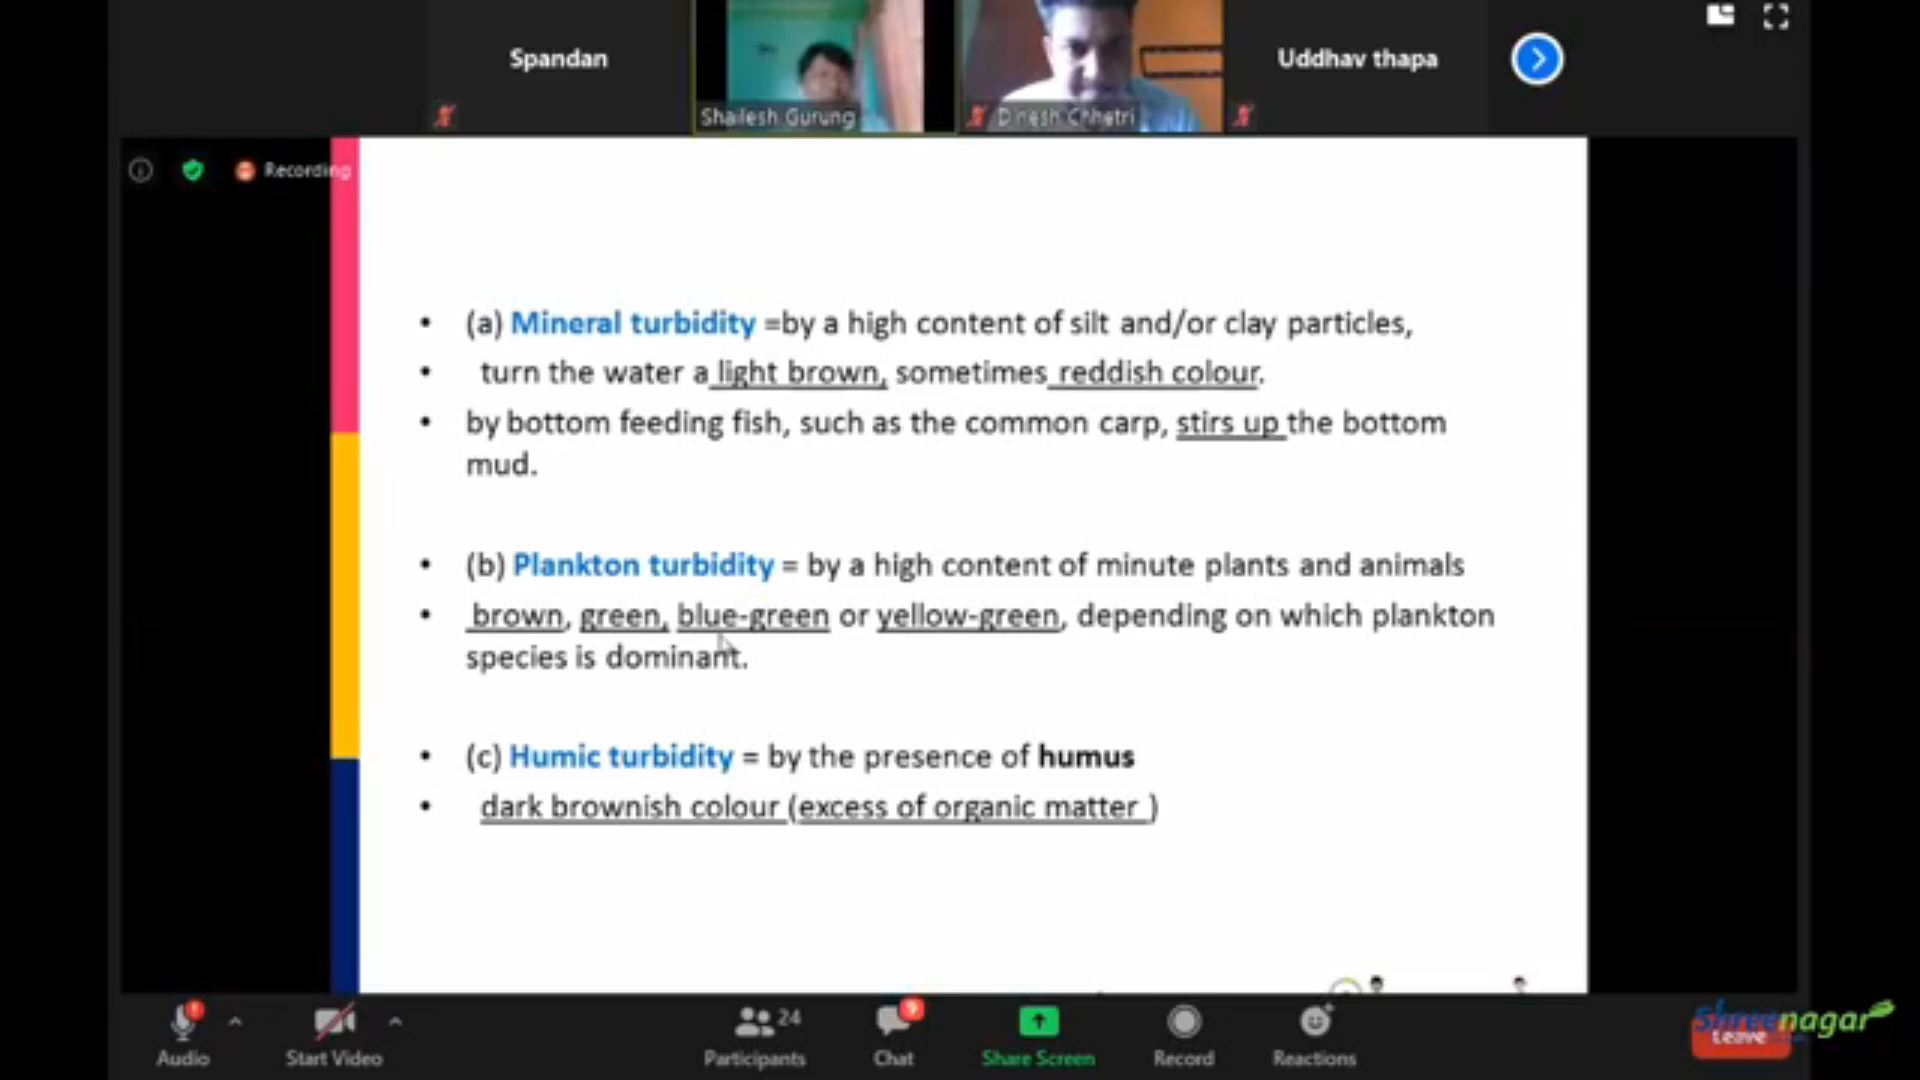 Spandan
Shailesh Gurung
Dinesh Chhetri
Uddhav thapa
Recording
• (a) Mineral turbidity =by a high content of silt and/or clay particles,
• turn the water a light brown, sometimes reddish colour.
• by bottom feeding fish, such as the common carp, stirs up the bottom
mud.
• (b) Plankton turbidity = by a high content of minute plants and animals
• brown, green, blue-green or yellow-green, depending on which plankton
species is dominant.
• (c) Humic turbidity = by the presence of humus
• dark brownish colour (excess of organic matter )
Audio
Start Video
24
Participants
9
Chat
Share Screen
Record
Reactions
Shreenagar
Leave